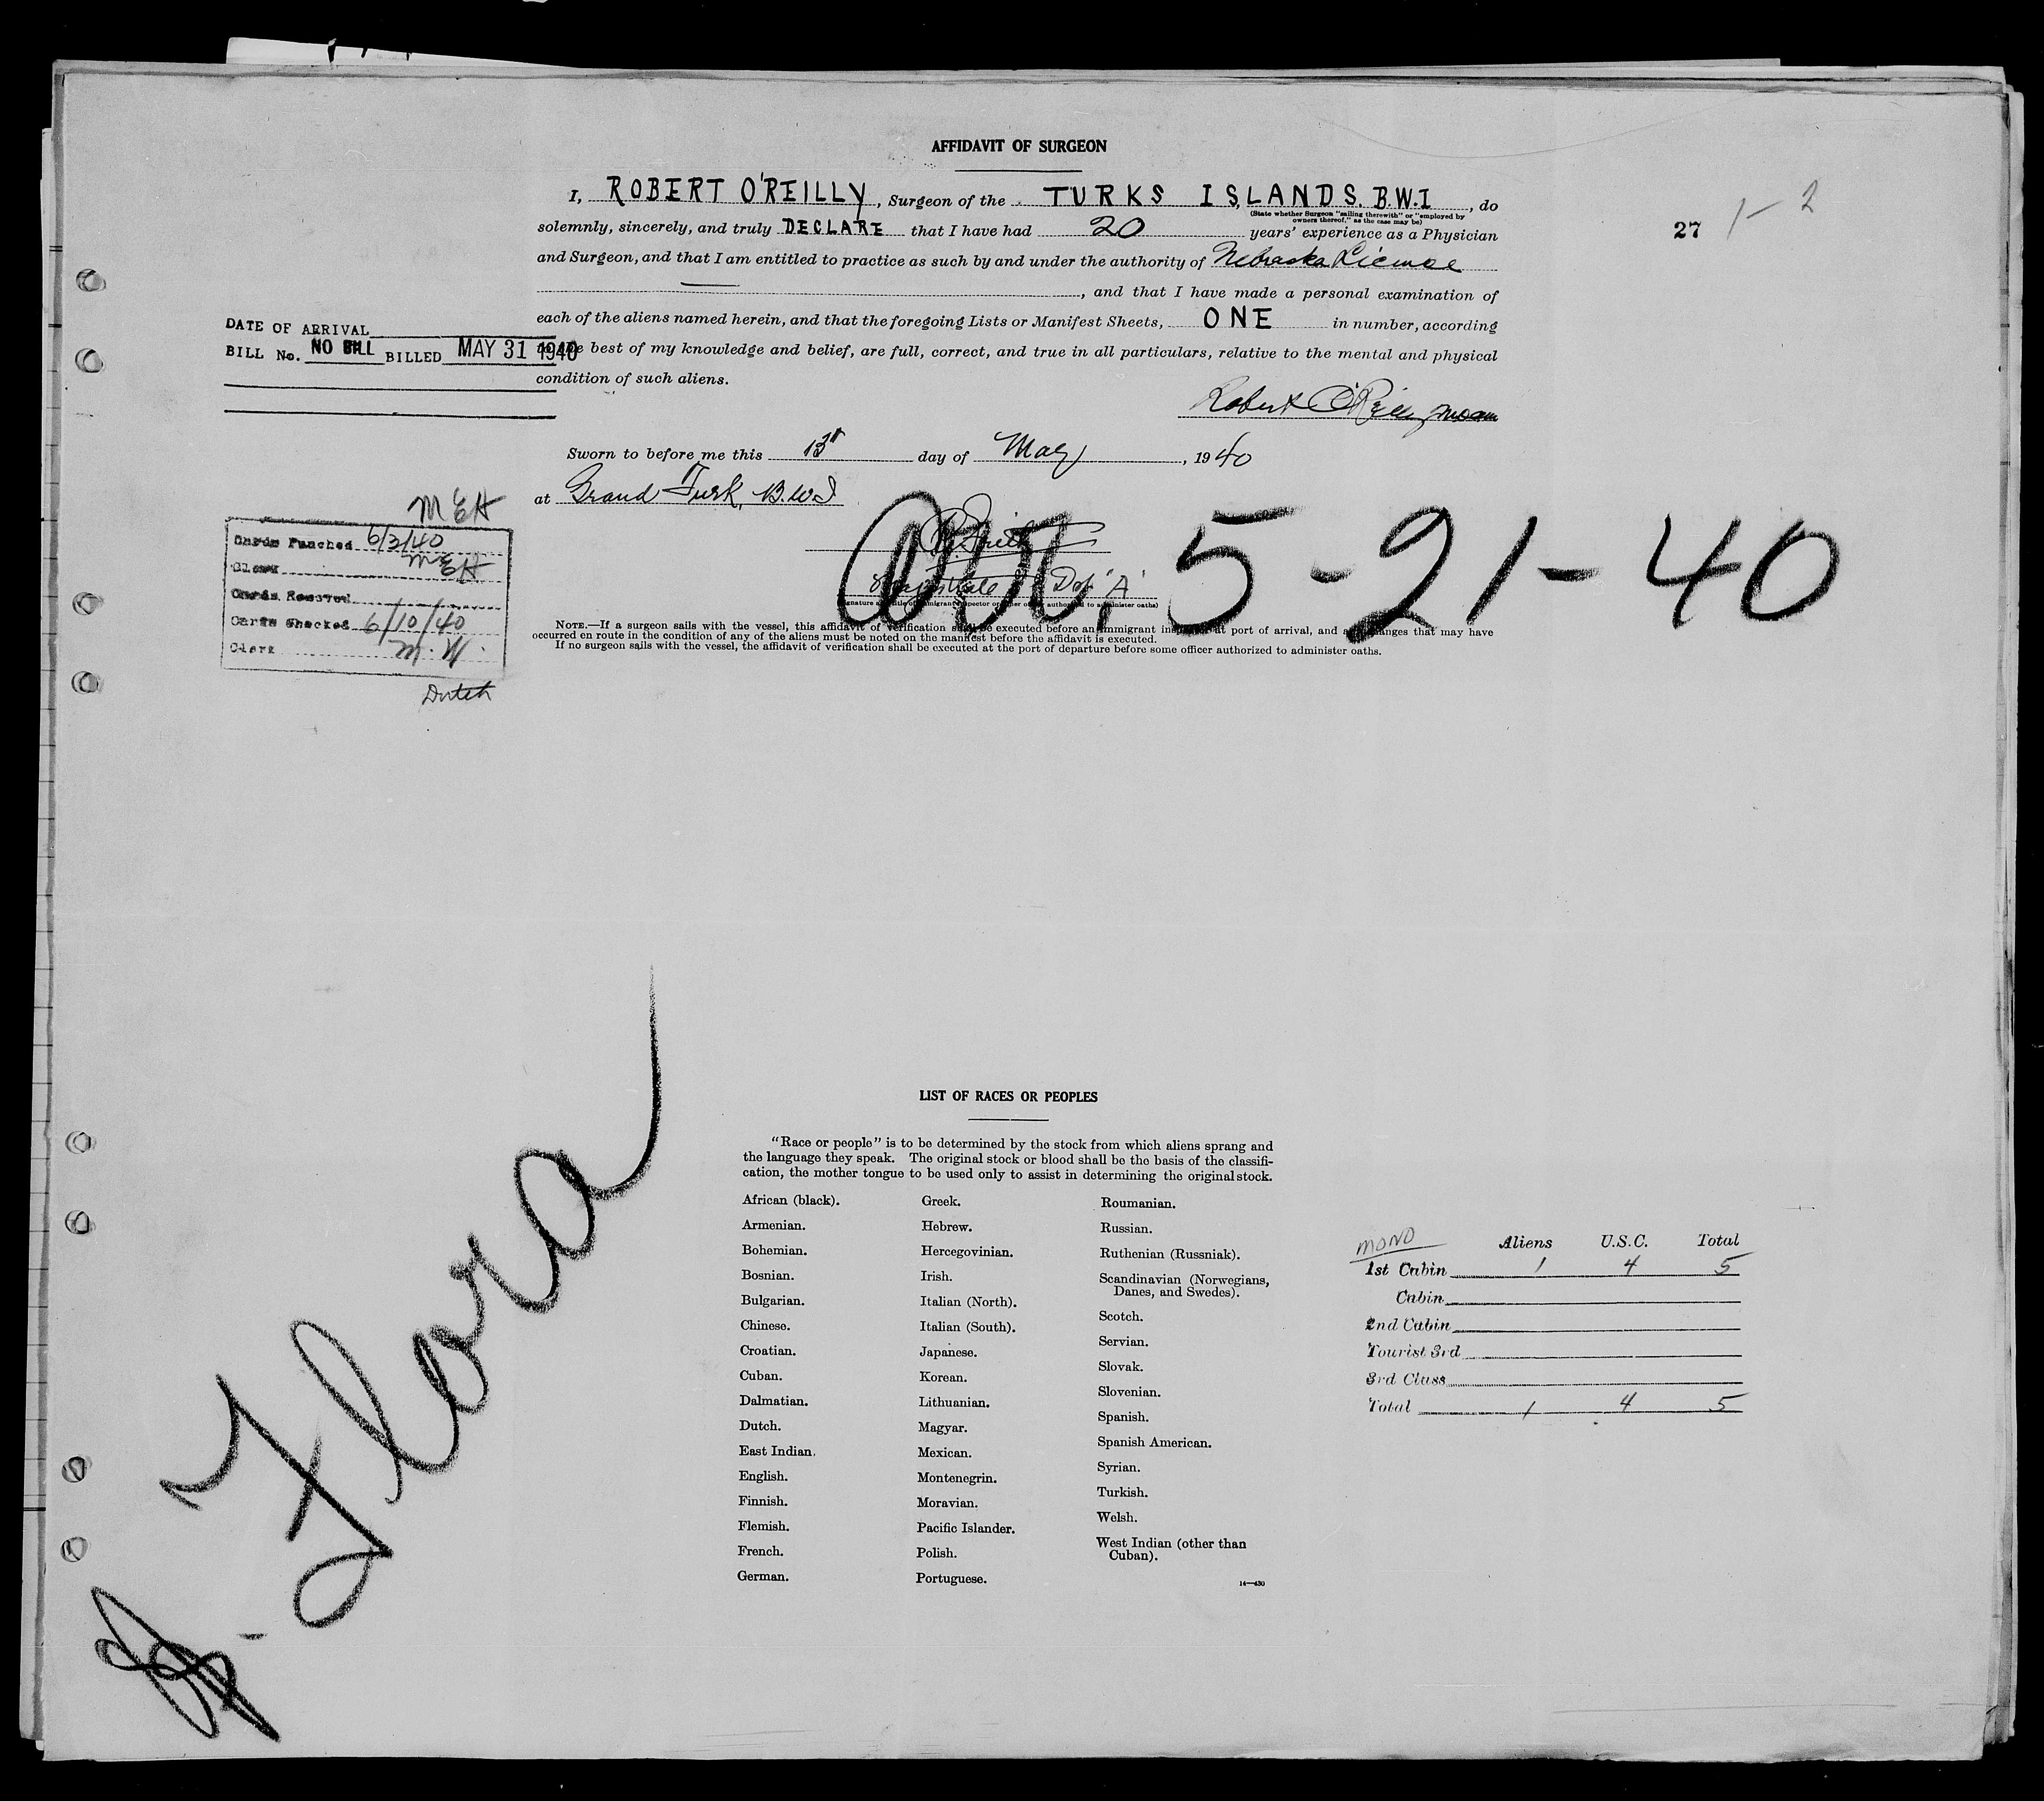 AFFIDAVIT OF SURGEON
I, ROBERT O'REILLY, Surgeon of the TURKS ISLANDS. B.W.I, do
(State whether Surgeon "sailing therewith" or "employed by
owners thereof," as the case may be)
solemnly, sincerely, and truly DECLARE that I have had 20 years' experience as a Physician
and Surgeon, and that I am entitled to practice as such by and under the authority of Nebraska License
, and that I have made a personal examination of
each of the aliens named herein, and that the foregoing Lists or Manifest Sheets, ONE in number, according
best of my knowledge and belief, are full, correct, and true in all particulars, relative to the mental and physical
condition of such aliens.
27 1-2
DATE OF ARRIVAL
BILL No. NO BILL BILLED MAY 31 1940
Robert O'Reilly
Sworn to before me this 13" day of May, 1940
at Grand Turk, B.W.I
Arr. 5-21-40
NOTE.—If a surgeon sails with the vessel, this affidavit of verification shall be executed before an immigrant at port of arrival, and that may have
occurred en route in the condition of any of the aliens must be noted on the manifest before the affidavit is executed.
If no surgeon sails with the vessel, the affidavit of verification shall be executed at the port of departure before some officer authorized to administer oaths.
MEH
Cards Punched 6/3/40
Clerk MEH
Cards Removed
Cards Checked 6/10/40
Clerk M.W.
Dutch
Flora
LIST OF RACES OR PEOPLES
"Race or people" is to be determined by the stock from which aliens sprang and
the language they speak. The original stock or blood shall be the basis of the classifi-
cation, the mother tongue to be used only to assist in determining the original stock.
African (black).
Armenian.
Bohemian.
Bosnian.
Bulgarian.
Chinese.
Croatian.
Cuban.
Dalmatian.
Dutch.
East Indian.
English.
Finnish.
Flemish.
French.
German.
Greek.
Hebrew.
Hercegovinian.
Irish.
Italian (North).
Italian (South).
Japanese.
Korean.
Lithuanian.
Magyar.
Mexican.
Montenegrin.
Moravian.
Pacific Islander.
Polish.
Portuguese.
Roumanian.
Russian.
Ruthenian (Russniak).
Scandinavian (Norwegians,
Danes, and Swedes).
Scotch.
Servian.
Slovak.
Slovenian.
Spanish.
Spanish American.
Syrian.
Turkish.
Welsh.
West Indian (other than
Cuban).
14—430
MONO Aliens U.S.C. Total
1st Cabin 1 4 5
Cabin
2nd Cabin
Tourist 3rd
3rd Class
Total 1 4 5